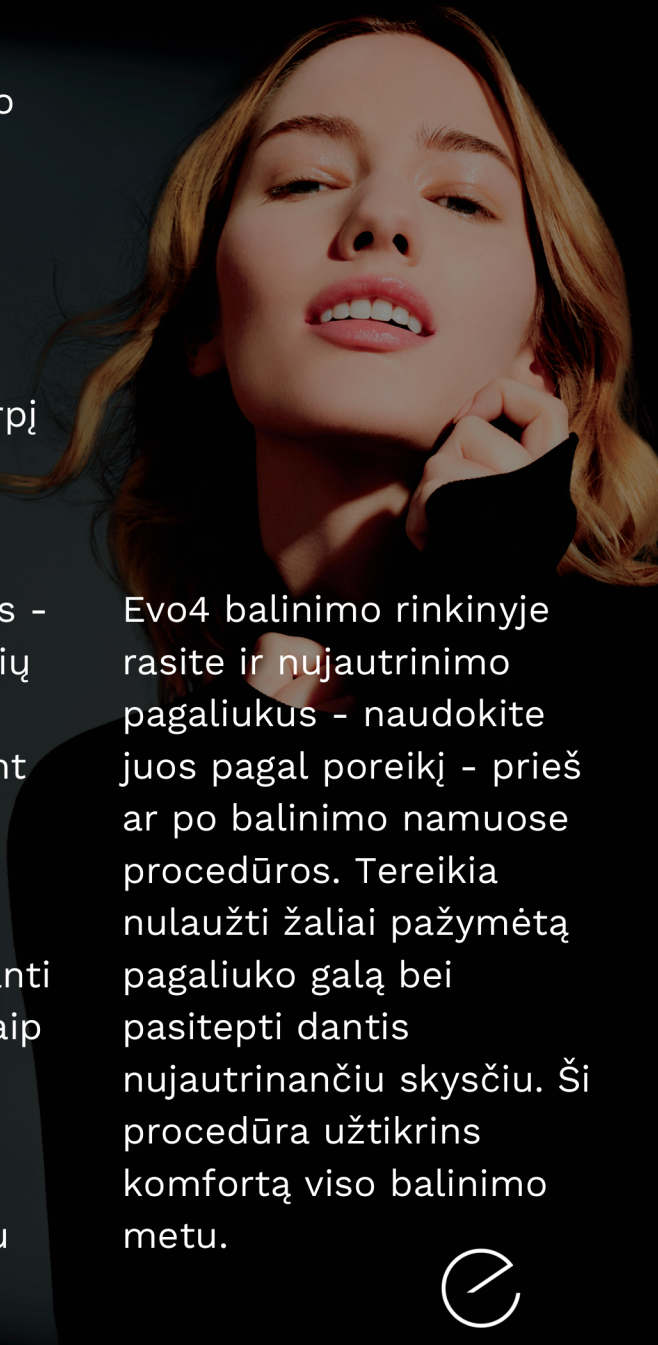 Evo4 balinimo rinkinyje
rasite ir nujautrinimo
pagaliukus - naudokite
juos pagal poreikį - prieš
ar po balinimo namuose
procedūros. Tereikia
nulaužti žaliai pažymėtą
pagaliuko galą bei
pasitepti dantis
nujautrinančiu skysčiu. Ši
procedūra užtikrins
komfortą viso balinimo
metu.